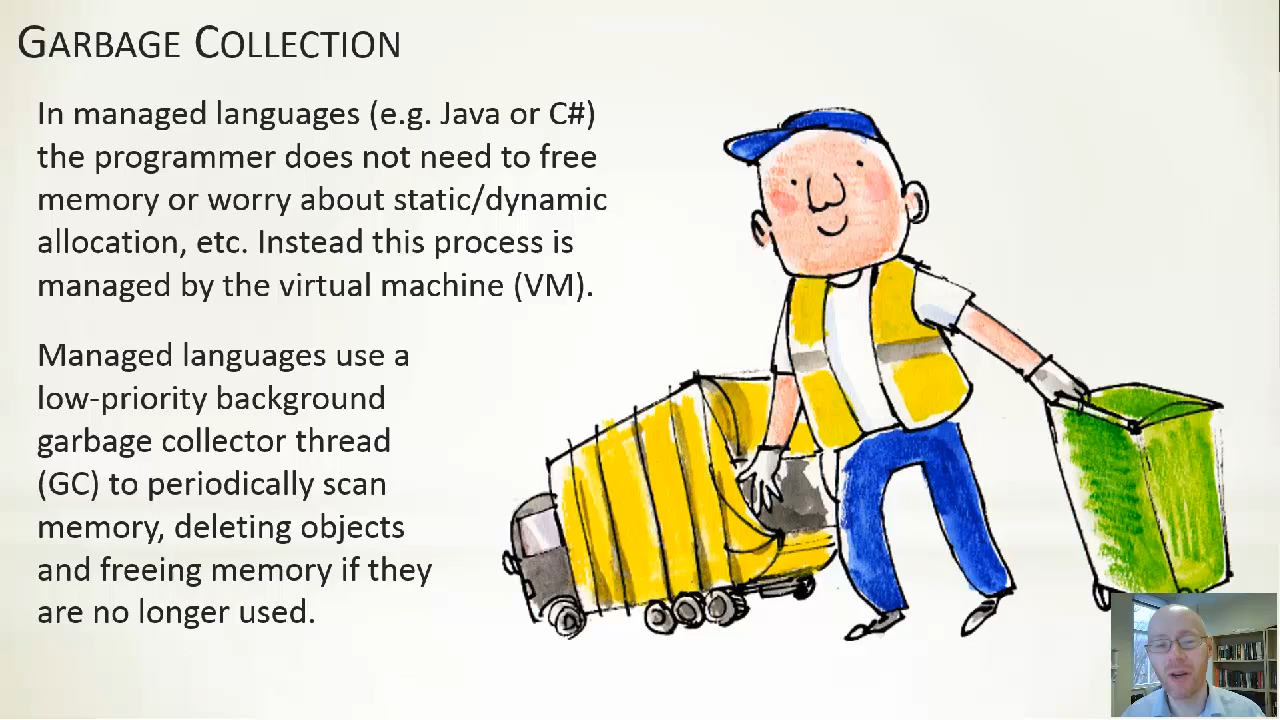 GARBAGE COLLECTION
In managed languages (e.g. Java or C#)
the programmer does not need to free
memory or worry about static/dynamic
allocation, etc. Instead this process is
managed by the virtual machine (VM).
Managed languages use a
low-priority background
garbage collector thread
(GC) to periodically scan
memory, deleting objects
and freeing memory if they
are no longer used.